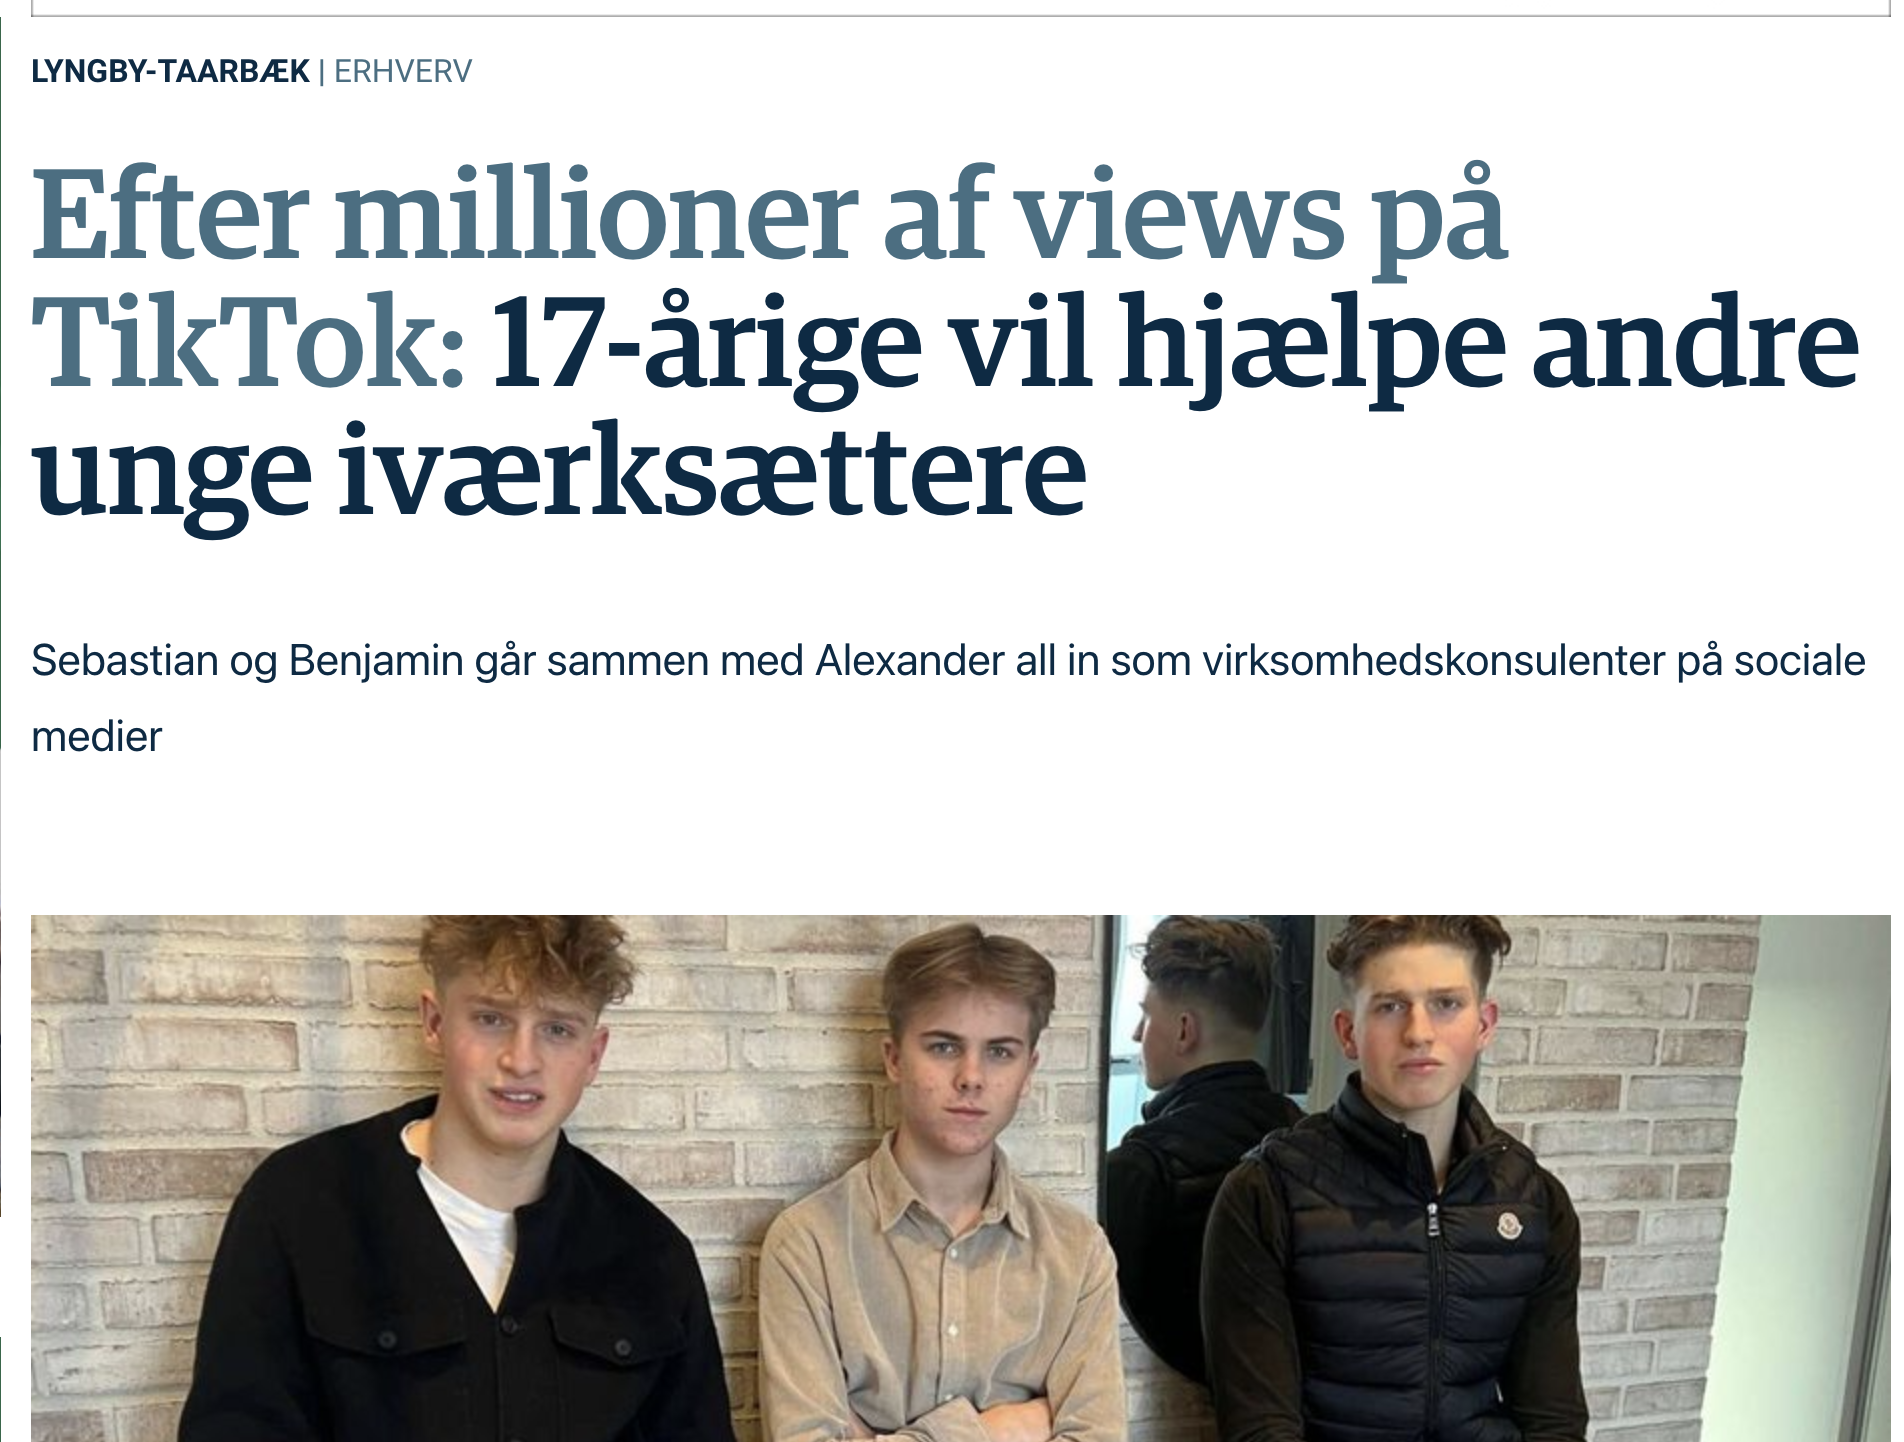 LYNGBY-TAARBÆK | ERHVERV
Efter millioner af views på
TikTok: 17-årige vil hjælpe andre
unge iværksættere
Sebastian og Benjamin går sammen med Alexander all in som virksomhedskonsulenter på sociale
medier